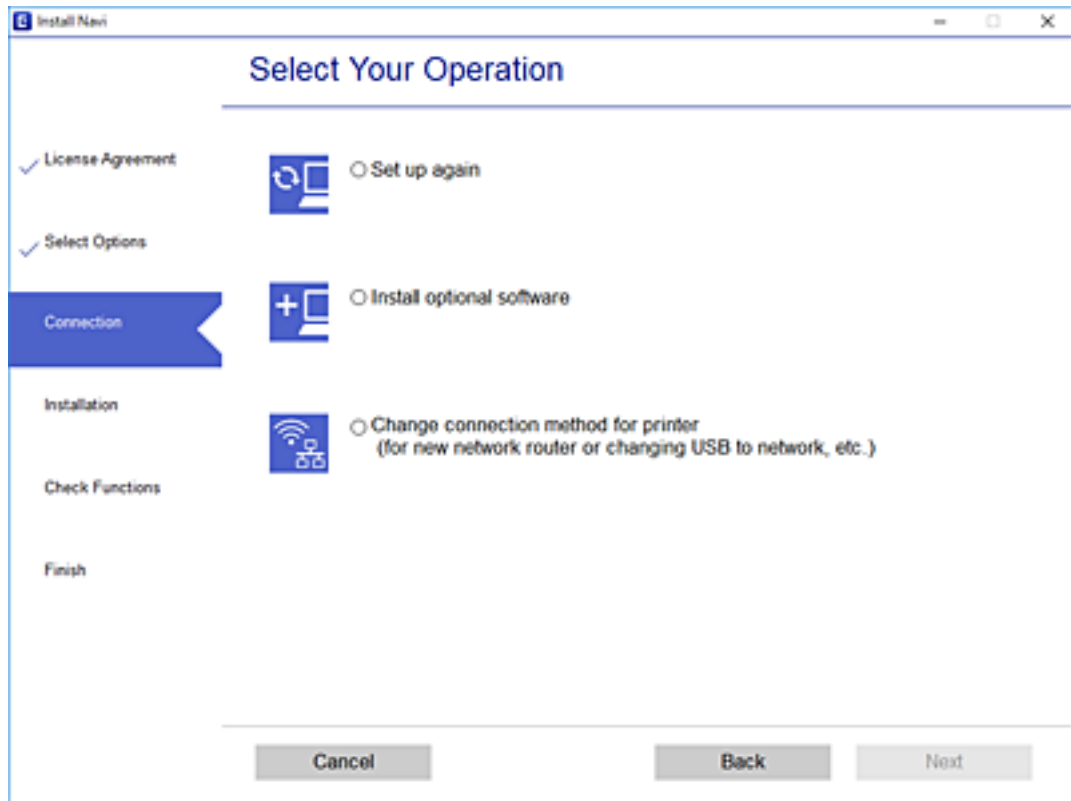 Install Navi
Select Your Operation
License Agreement
Select Options
Connection
Installation
Check Functions
Finish
Set up again
Install optional software
Change connection method for printer
(for new network router or changing USB to network, etc.)
Cancel
Back
Next